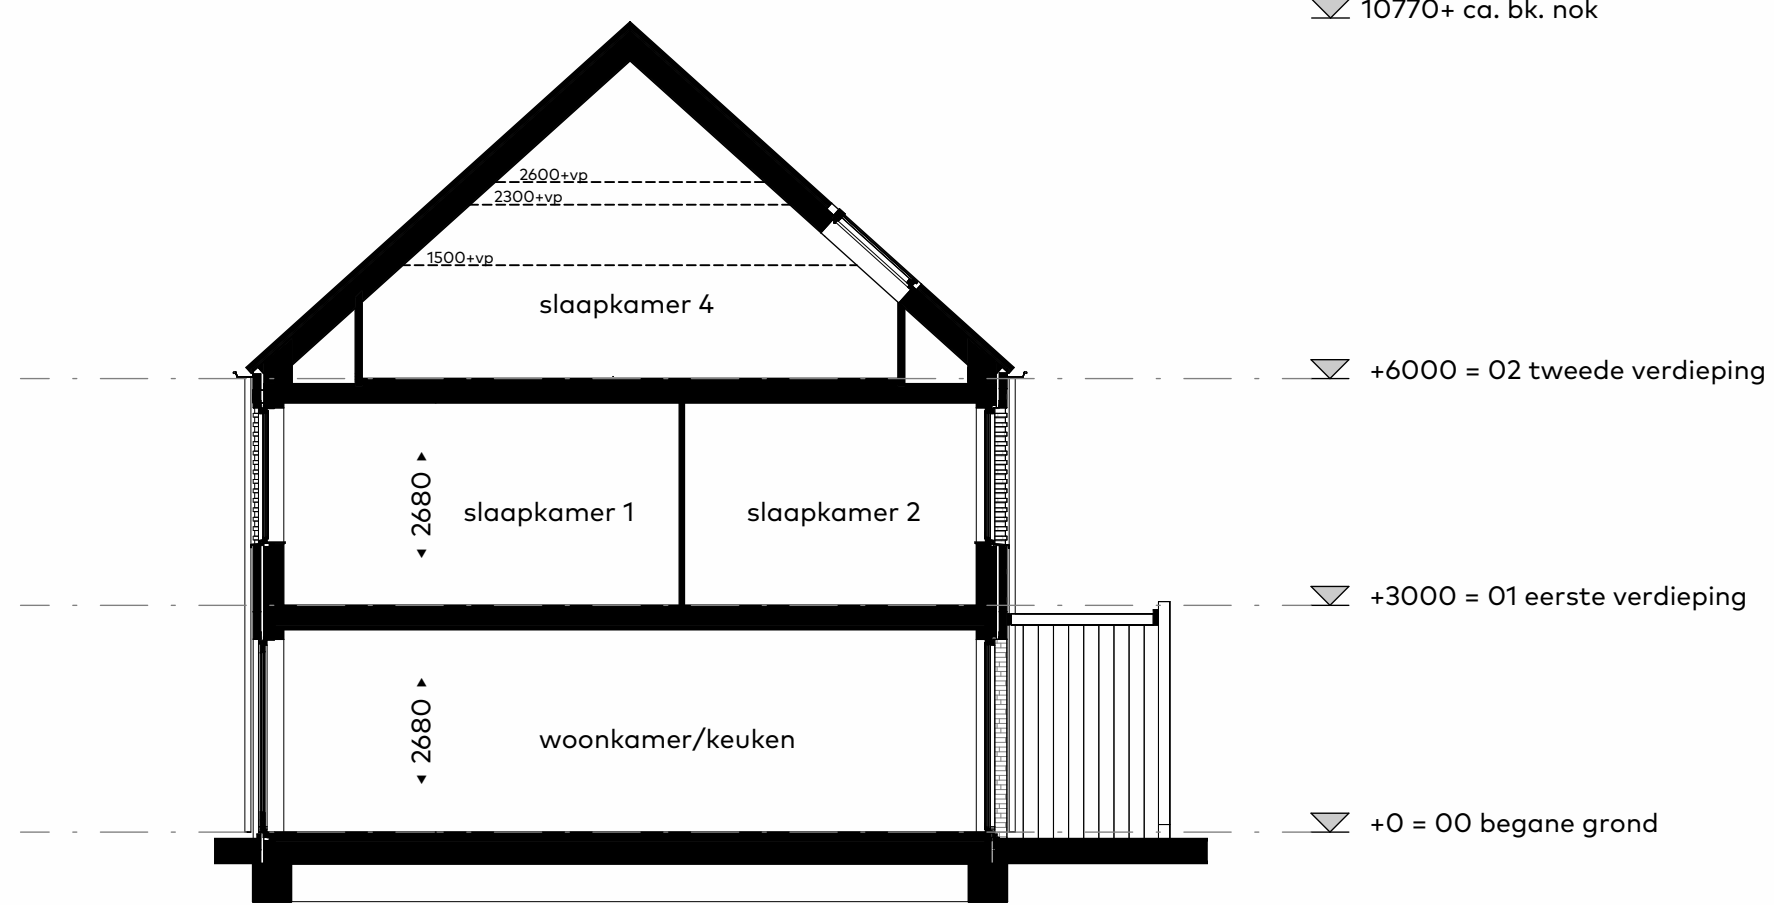 10770+ ca. bk. nok
2600+vp
2300+vp
1500+vp
slaapkamer 4
+6000 = 02 tweede verdieping
2680
slaapkamer 1
slaapkamer 2
+3000 = 01 eerste verdieping
2680
woonkamer/keuken
+0 = 00 begane grond